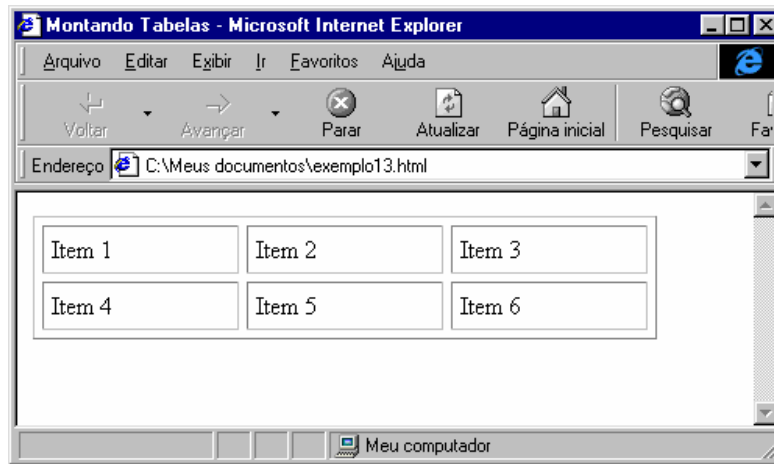 Montando Tabelas - Microsoft Internet Explorer
Arquivo Editar Exibir Ir Favoritos Ajuda
Voltar Avançar Parar Atualizar Página inicial Pesquisar
Endereço C:\Meus documentos\exemplo13.html
Item 1 Item 2 Item 3
Item 4 Item 5 Item 6
Meu computador